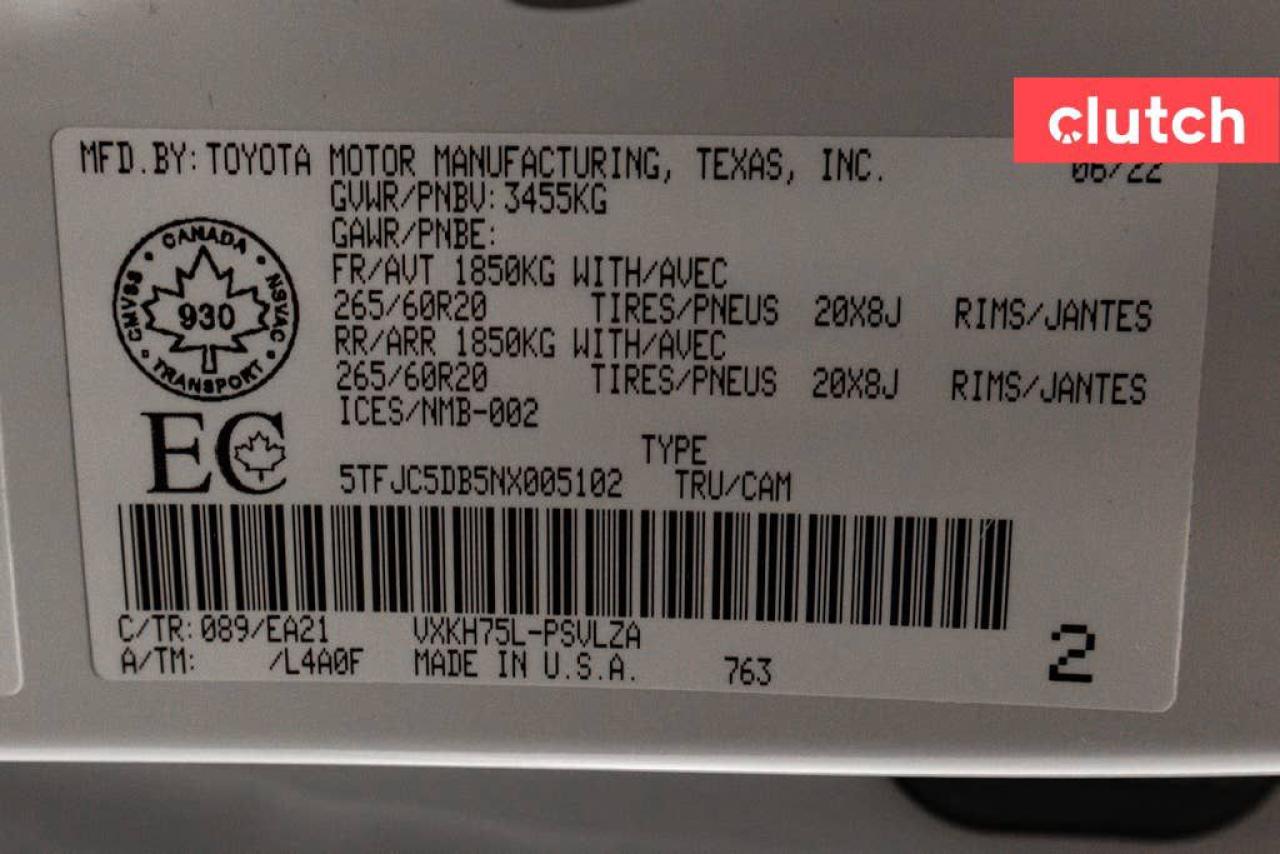 clutch
MFD.BY:TOYOTA MOTOR MANUFACTURING, TEXAS, INC. 06/22
GVWR/PNBV:3455KG
GAWR/PNBE:
FR/AVT 1850KG WITH/AVEC
265/60R20 TIRES/PNEUS 20X8J RIMS/JANTES
RR/ARR 1850KG WITH/AVEC
265/60R20 TIRES/PNEUS 20X8J RIMS/JANTES
ICES/NMB-002
CANADA
CMVSS
NSVAC
930
TRANSPORT
EC
TYPE
5TFJC5DB5NX005102 TRU/CAM
C/TR:089/EA21 VXKH75L-PSVLZA
A/TM: /L4A0F MADE IN U.S.A. 763
2